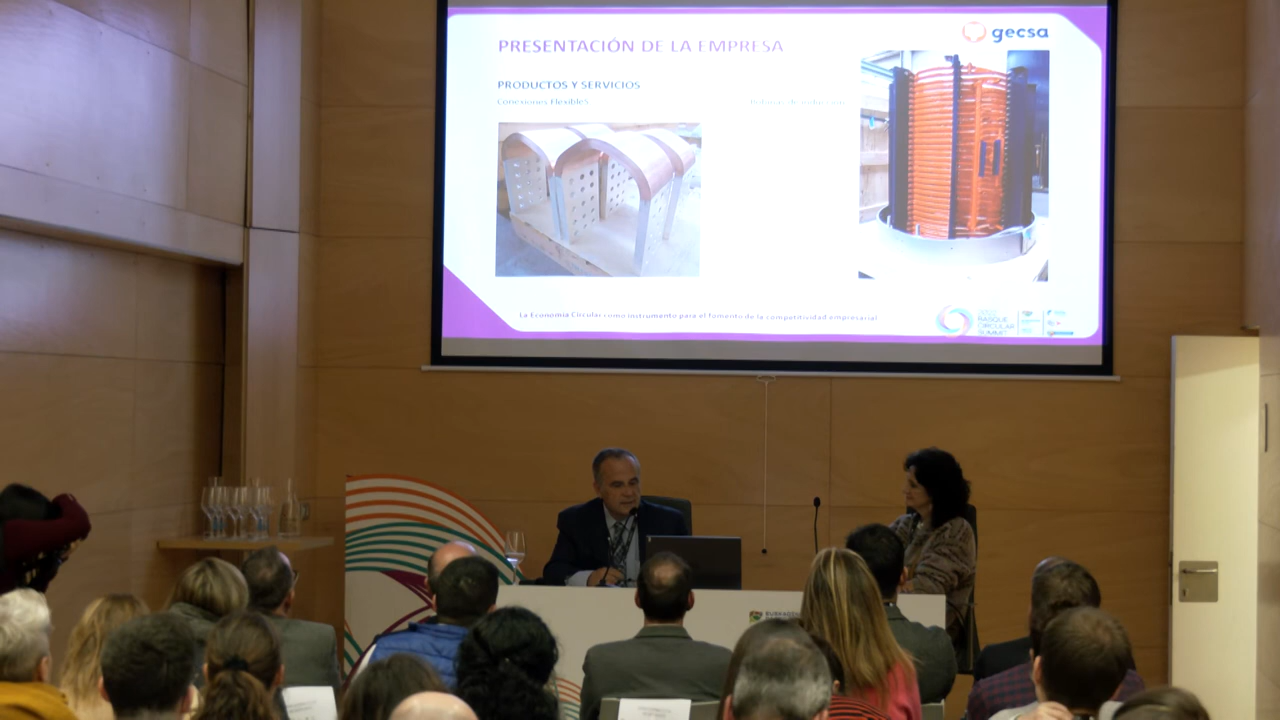 gecsa
PRESENTACIÓN DE LA EMPRESA
PRODUCTOS Y SERVICIOS
Conexiones Flexibles
La Economía Circular como instrumento para el fomento de la competitividad empresarial
BASQUE
CIRCULAR
SUMMIT